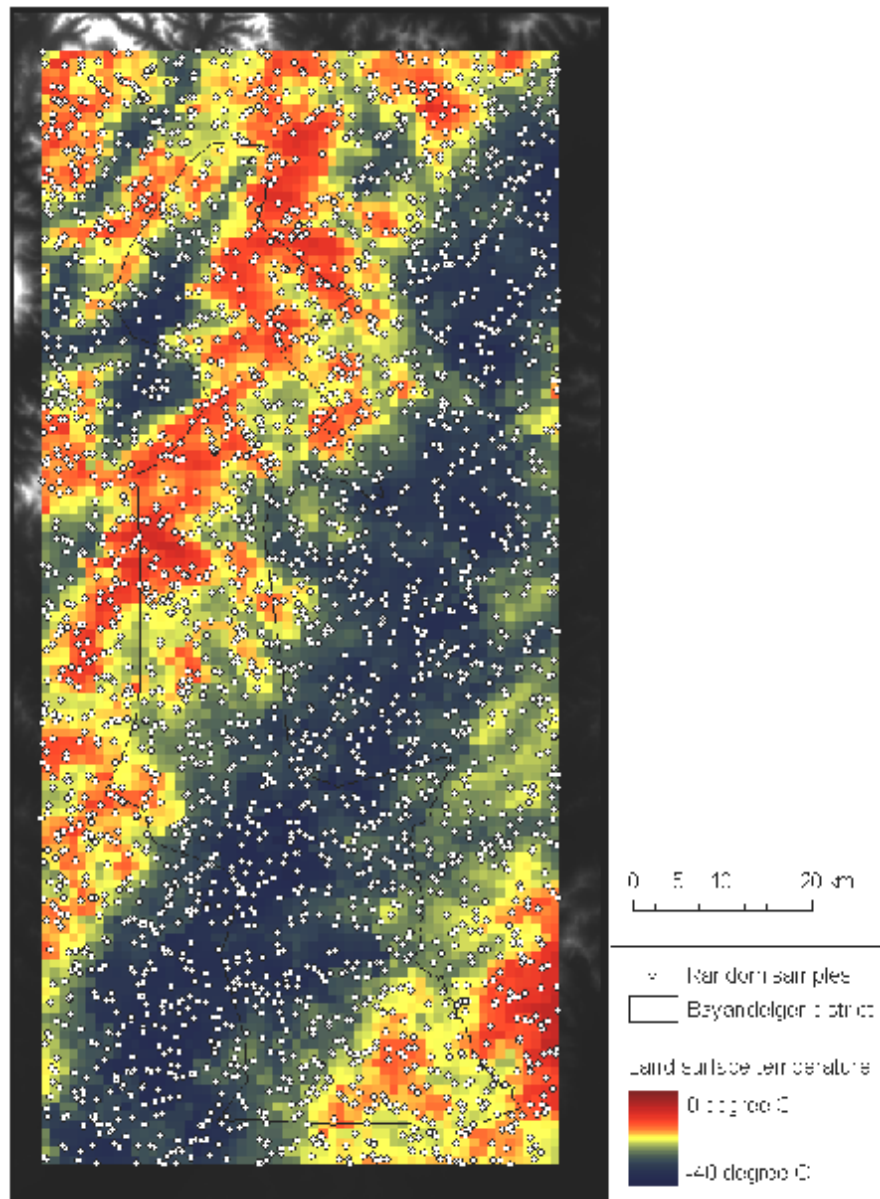 0 5 10 20 km
Random samples
Bayandelger district
Land surface temperature
0 degree C
-40 degree C